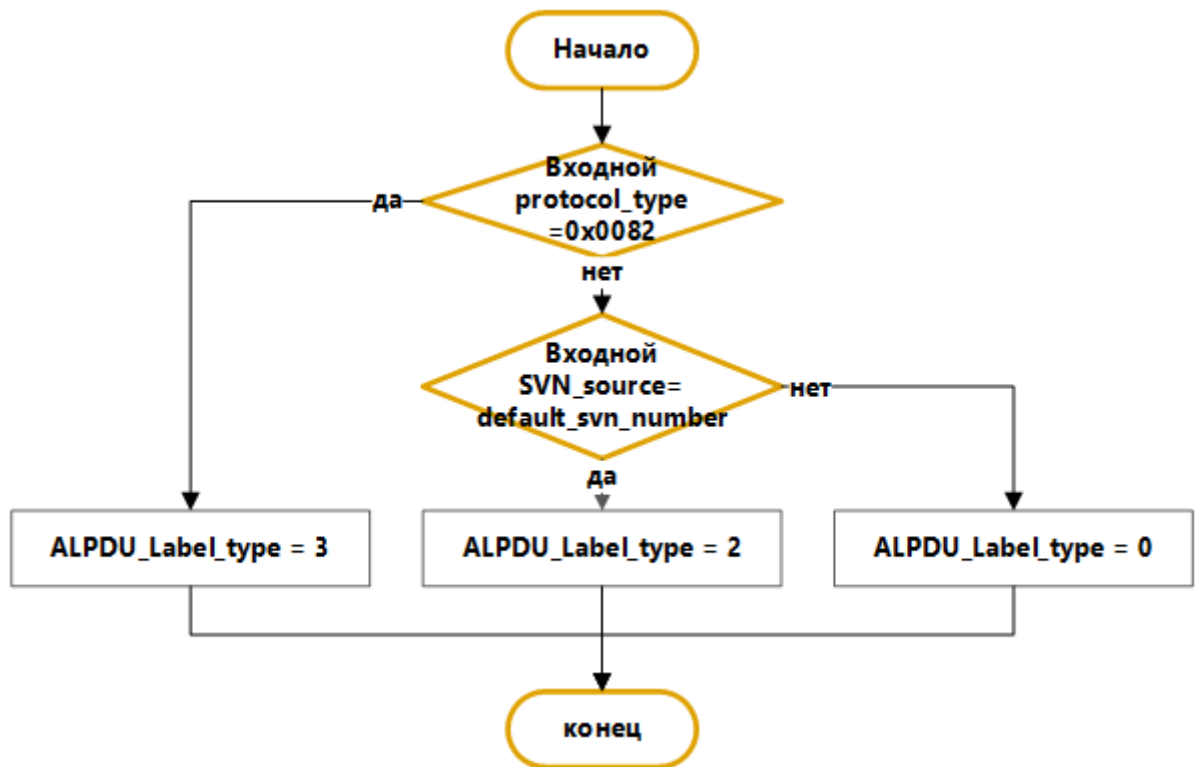 Начало
Входной
protocol_type
=0x0082
да
нет
Входной
SVN_source=
default_svn_number
нет
да
ALPDU_Label_type = 3
ALPDU_Label_type = 2
ALPDU_Label_type = 0
конец